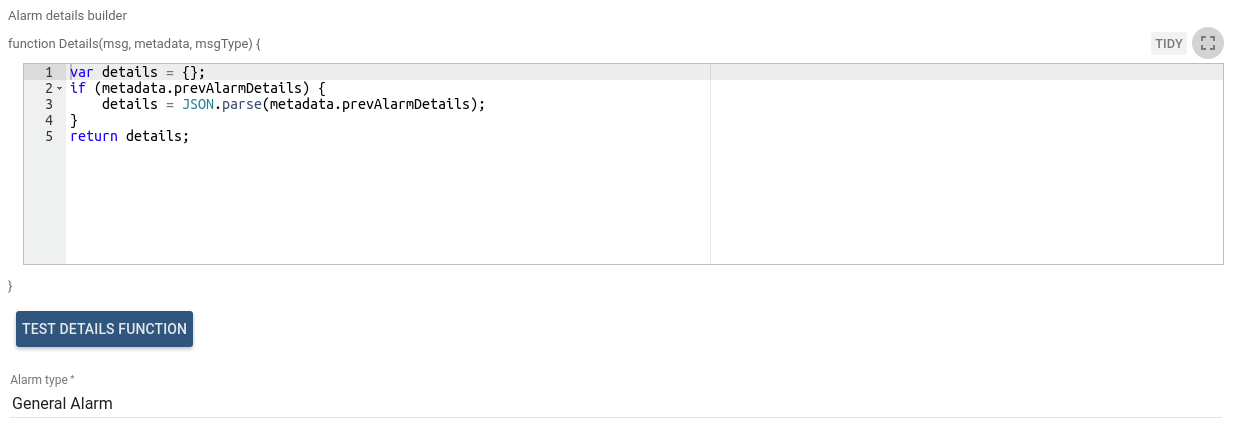 Alarm details builder
function Details(msg, metadata, msgType) {
TIDY
1 var details = {};
2 if (metadata.prevAlarmDetails) {
3     details = JSON.parse(metadata.prevAlarmDetails);
4 }
5 return details;
}
TEST DETAILS FUNCTION
Alarm type *
General Alarm